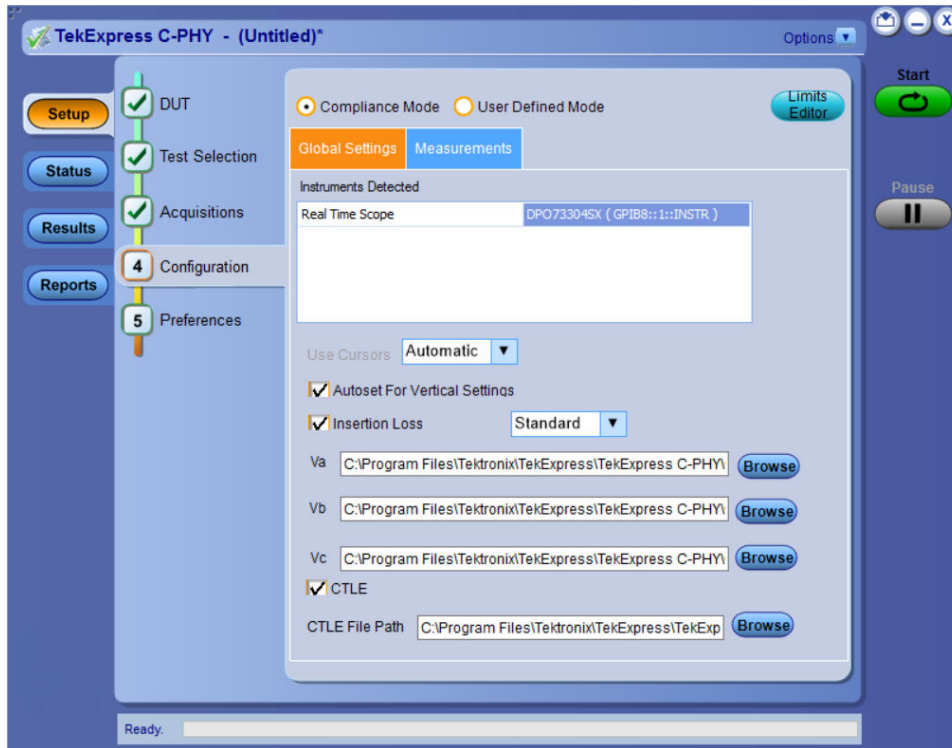 TekExpress C-PHY - (Untitled)*
Options
Start
Pause
Setup
Status
Results
Reports
DUT
Test Selection
Acquisitions
4 Configuration
5 Preferences
Compliance Mode User Defined Mode
Limits Editor
Global Settings Measurements
Instruments Detected
Real Time Scope DPO73304SX ( GPIB8::1::INSTR )
Use Cursors Automatic
Autoset For Vertical Settings
Insertion Loss Standard
Va C:\Program Files\Tektronix\TekExpress\TekExpress C-PHY\ Browse
Vb C:\Program Files\Tektronix\TekExpress\TekExpress C-PHY\ Browse
Vc C:\Program Files\Tektronix\TekExpress\TekExpress C-PHY\ Browse
CTLE
CTLE File Path C:\Program Files\Tektronix\TekExpress\TekExp Browse
Ready.